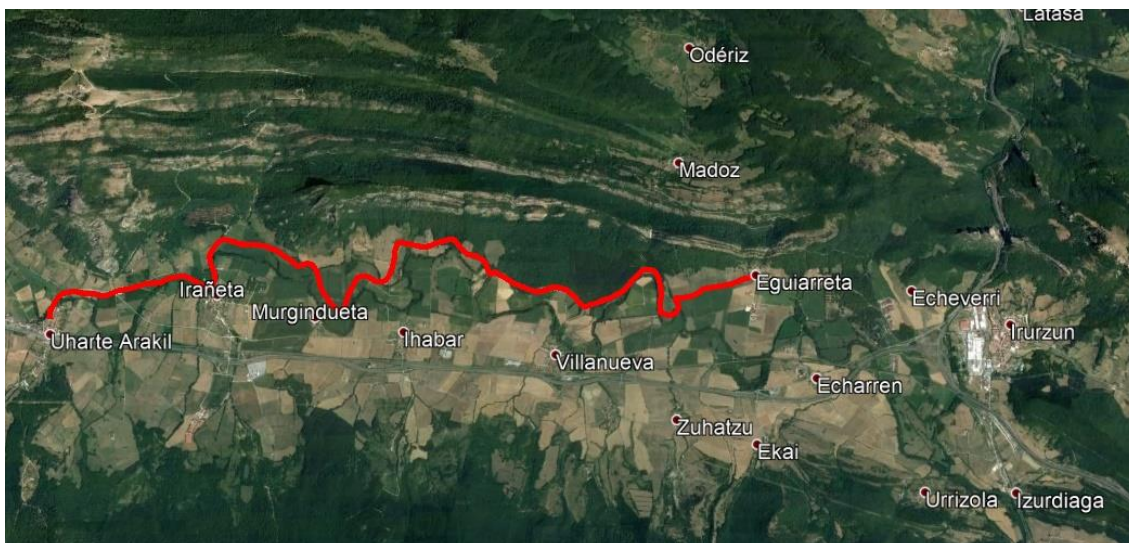 Latasa
Odériz
Madoz
Eguiarreta
Irañeta
Echeverri
Murgindueta
Irurzun
Uharte Arakil
Ihabar
Villanueva
Echarren
Zuhatzu
Ekai
Urrizola
Izurdiaga